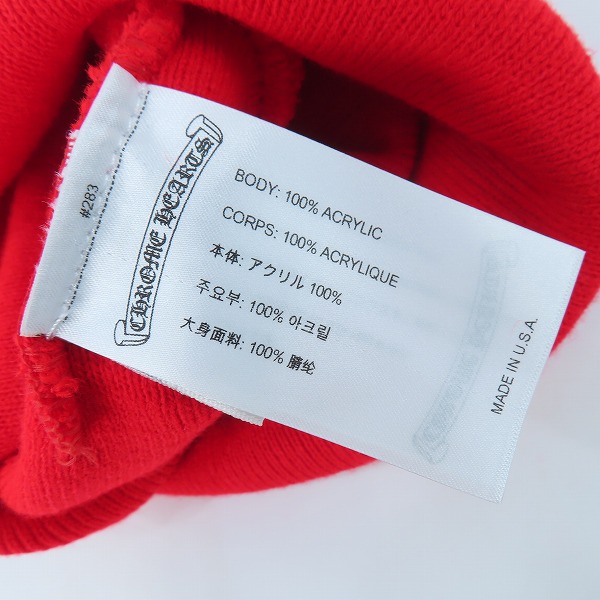 #283
CHROME HEARTS
BODY: 100% ACRYLIC
CORPS: 100% ACRYLIQUE
本体: アクリル 100%
주요부: 100% 아크릴
大身面料: 100% 腈纶
MADE IN U.S.A.